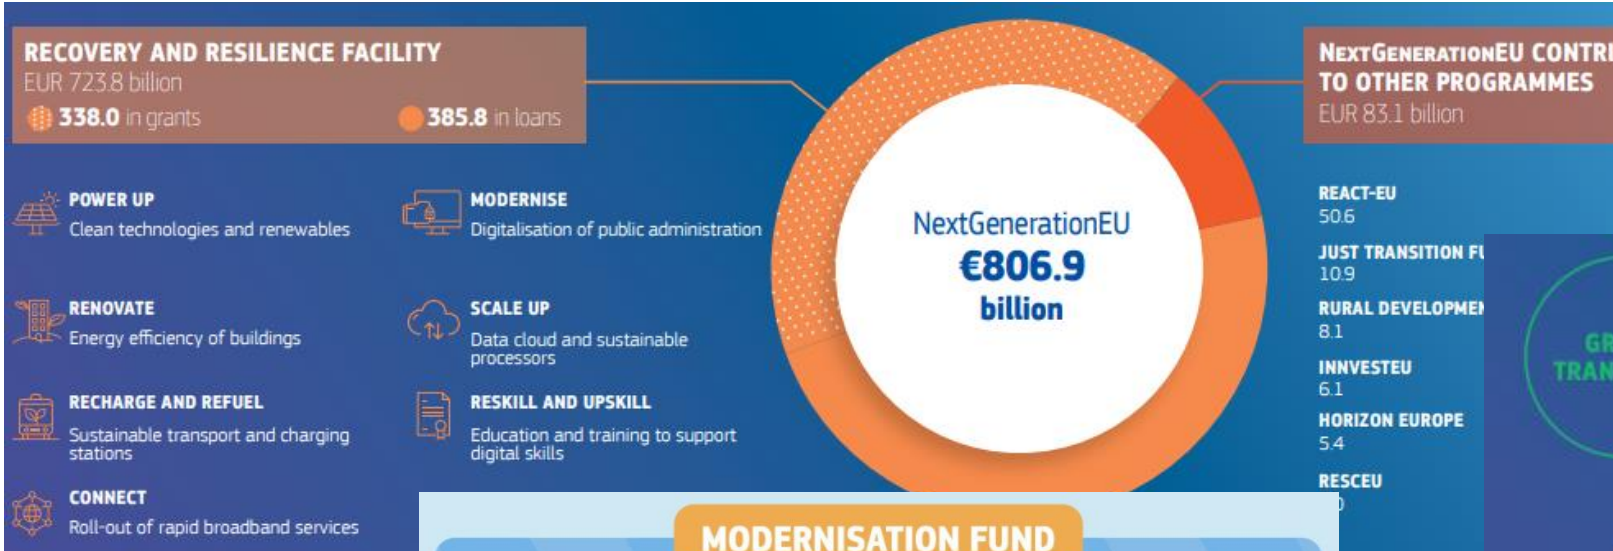 RECOVERY AND RESILIENCE FACILITY
EUR 723.8 billion
338.0 in grants
385.8 in loans
POWER UP
Clean technologies and renewables
RENOVATE
Energy efficiency of buildings
RECHARGE AND REFUEL
Sustainable transport and charging
stations
CONNECT
Roll-out of rapid broadband services
MODERNISE
Digitalisation of public administration
SCALE UP
Data cloud and sustainable
processors
RESKILL AND UPSKILL
Education and training to support
digital skills
NextGenerationEU
€806.9
billion
NEXTGENERATIONEU
TO OTHER PROGRAMMES
EUR 83.1 billion
REACT-EU
50.6
JUST TRANSITION
10.9
RURAL
8.1
INNVESTEU
6.1
HORIZON EUROPE
5.4
RESCEU
MODERNISATION FUND